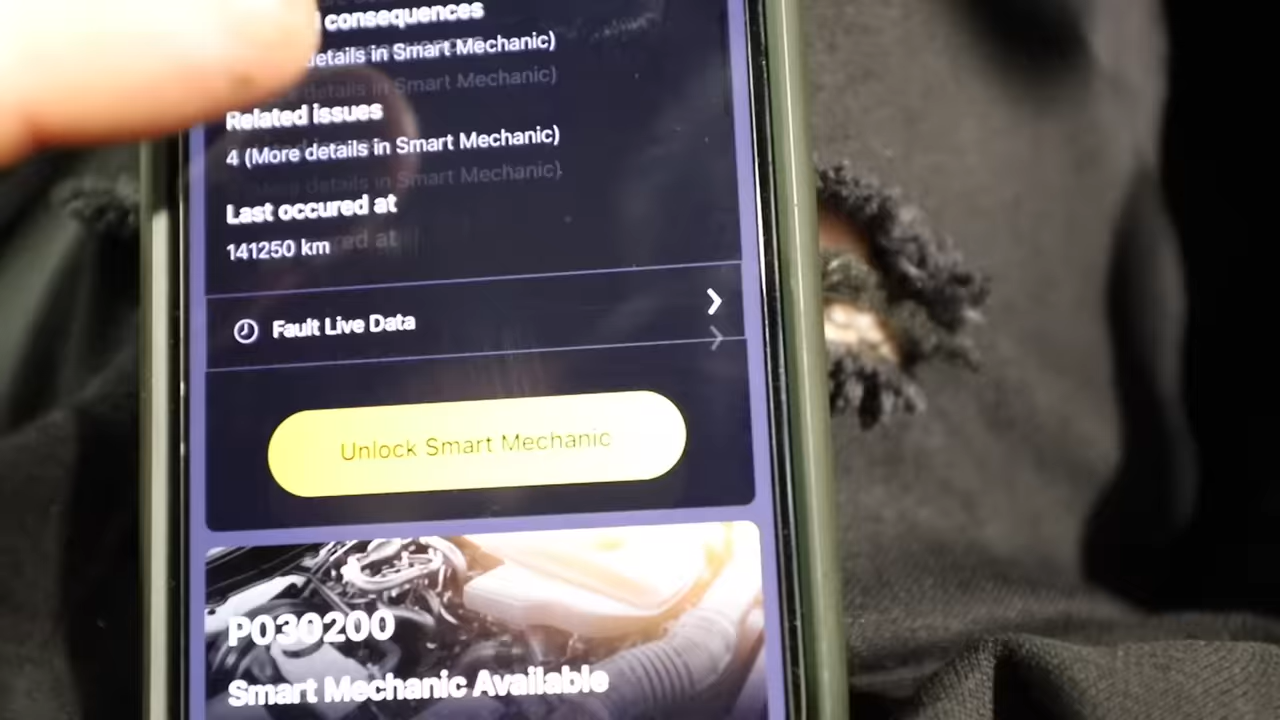 consequences
details in Smart Mechanic)
Related issues
4 (More details in Smart Mechanic)
Last occured at
141250 km
Fault Live Data
Unlock Smart Mechanic
P030200
Smart Mechanic Available